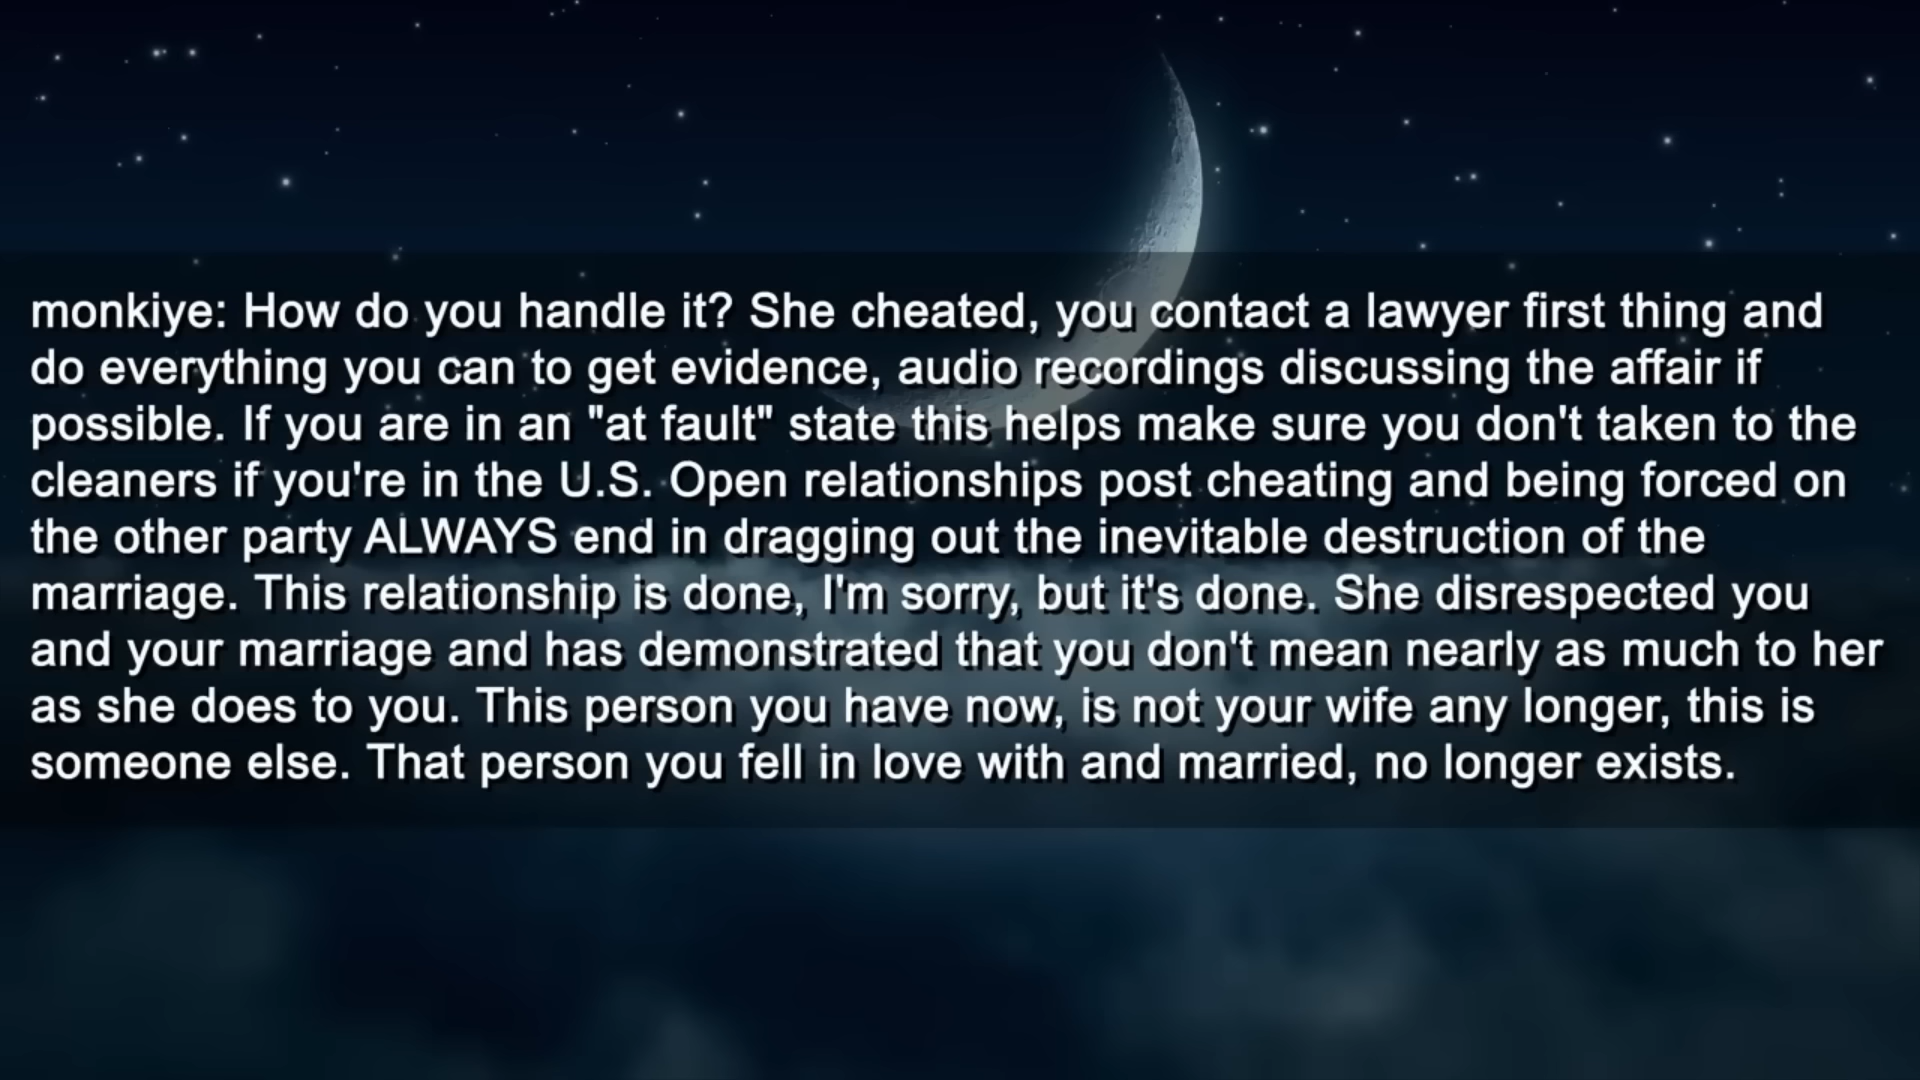 monkiye: How do you handle it? She cheated, you contact a lawyer first thing and
do everything you can to get evidence, audio recordings discussing the affair if
possible. If you are in an "at fault" state this helps make sure you don't taken to the
cleaners if you're in the U.S. Open relationships post cheating and being forced on
the other party ALWAYS end in dragging out the inevitable destruction of the
marriage. This relationship is done, I'm sorry, but it's done. She disrespected you
and your marriage and has demonstrated that you don't mean nearly as much to her
as she does to you. This person you have now, is not your wife any longer, this is
someone else. That person you fell in love with and married, no longer exists.